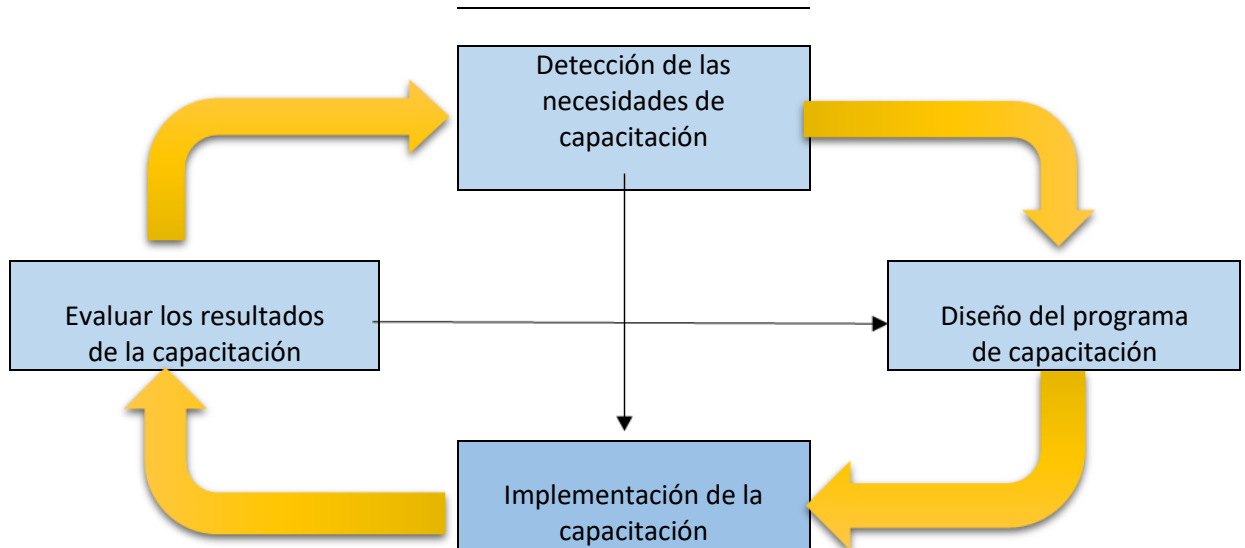 Detección de las
necesidades de
capacitación
Evaluar los resultados
de la capacitación
Diseño del programa
de capacitación
Implementación de la
capacitación